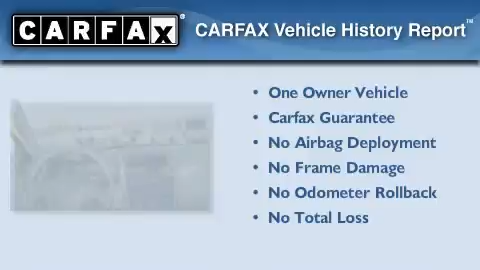 CARFAX® CARFAX Vehicle History Report™
• One Owner Vehicle
• Carfax Guarantee
• No Airbag Deployment
• No Frame Damage
• No Odometer Rollback
• No Total Loss